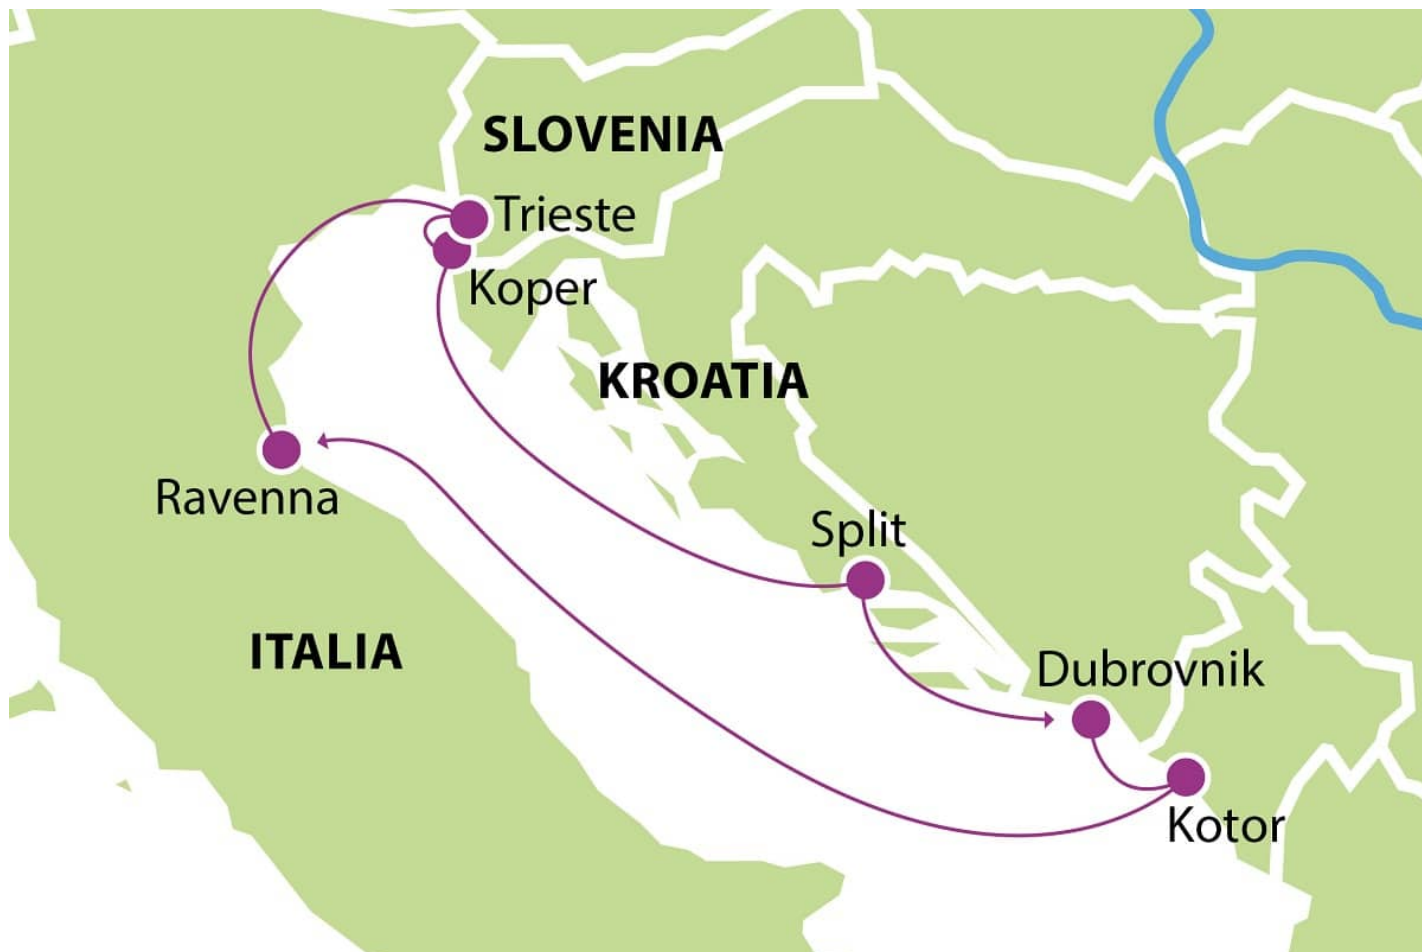 SLOVENIA
Trieste
Koper
KROATIA
Ravenna
Split
ITALIA
Dubrovnik
Kotor